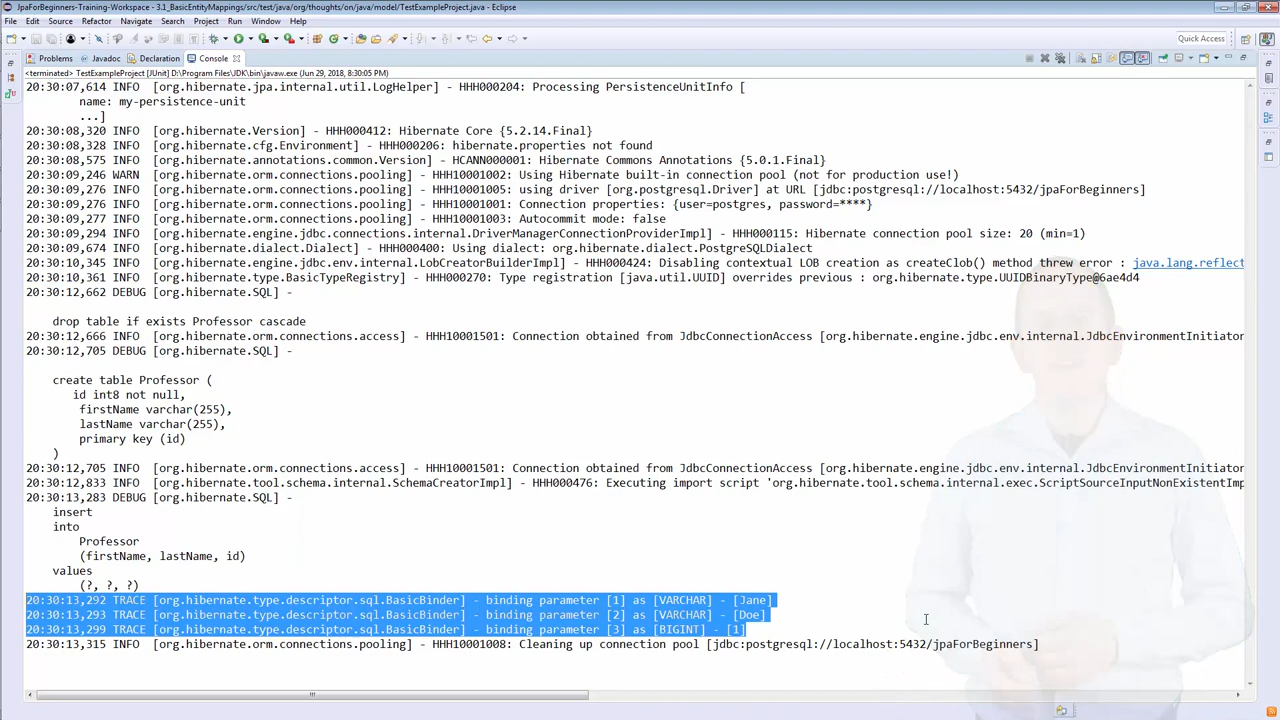 JpaForBeginners-Training-Workspace - 3.1_BasicEntityMappings/src/test/java/org/thoughts/on/java/model/TestExampleProject.java - Eclipse
File Edit Source Refactor Navigate Search Project Run Window Help
Quick Access
Problems Javadoc Declaration Console
<terminated> TestExampleProject [JUnit] D:\Program Files\JDK\bin\javaw.exe (Jun 29, 2018, 8:30:05 PM)
20:30:07,614 INFO [org.hibernate.jpa.internal.util.LogHelper] - HHH000204: Processing PersistenceUnitInfo [
name: my-persistence-unit
...]
20:30:08,320 INFO [org.hibernate.Version] - HHH000412: Hibernate Core {5.2.14.Final}
20:30:08,328 INFO [org.hibernate.cfg.Environment] - HHH000206: hibernate.properties not found
20:30:08,575 INFO [org.hibernate.annotations.common.Version] - HCANN000001: Hibernate Commons Annotations {5.0.1.Final}
20:30:09,246 WARN [org.hibernate.orm.connections.pooling] - HHH10001002: Using Hibernate built-in connection pool (not for production use!)
20:30:09,276 INFO [org.hibernate.orm.connections.pooling] - HHH10001005: using driver [org.postgresql.Driver] at URL [jdbc:postgresql://localhost:5432/jpaForBeginners]
20:30:09,276 INFO [org.hibernate.orm.connections.pooling] - HHH10001001: Connection properties: {user=postgres, password=****}
20:30:09,277 INFO [org.hibernate.orm.connections.pooling] - HHH10001003: Autocommit mode: false
20:30:09,294 INFO [org.hibernate.engine.jdbc.connections.internal.DriverManagerConnectionProviderImpl] - HHH000115: Hibernate connection pool size: 20 (min=1)
20:30:09,674 INFO [org.hibernate.dialect.Dialect] - HHH000400: Using dialect: org.hibernate.dialect.PostgreSQLDialect
20:30:10,345 INFO [org.hibernate.engine.jdbc.env.internal.LobCreatorBuilderImpl] - HHH000424: Disabling contextual LOB creation as createClob() method threw error : java.lang.reflect
20:30:10,361 INFO [org.hibernate.type.BasicTypeRegistry] - HHH000270: Type registration [java.util.UUID] overrides previous : org.hibernate.type.UUIDBinaryType@6ae4d4
20:30:12,662 DEBUG [org.hibernate.SQL] -
drop table if exists Professor cascade
20:30:12,666 INFO [org.hibernate.orm.connections.access] - HHH10001501: Connection obtained from JdbcConnectionAccess [org.hibernate.engine.jdbc.env.internal.JdbcEnvironmentInitiator
20:30:12,705 DEBUG [org.hibernate.SQL] -
create table Professor (
id int8 not null,
firstName varchar(255),
lastName varchar(255),
primary key (id)
)
20:30:12,705 INFO [org.hibernate.orm.connections.access] - HHH10001501: Connection obtained from JdbcConnectionAccess [org.hibernate.engine.jdbc.env.internal.JdbcEnvironmentInitiator
20:30:12,833 INFO [org.hibernate.tool.schema.internal.SchemaCreatorImpl] - HHH000476: Executing import script 'org.hibernate.tool.schema.internal.exec.ScriptSourceInputNonExistentImp
20:30:13,283 DEBUG [org.hibernate.SQL] -
insert
into
Professor
(firstName, lastName, id)
values
(?, ?, ?)
20:30:13,292 TRACE [org.hibernate.type.descriptor.sql.BasicBinder] - binding parameter [1] as [VARCHAR] - [Jane]
20:30:13,293 TRACE [org.hibernate.type.descriptor.sql.BasicBinder] - binding parameter [2] as [VARCHAR] - [Doe]
20:30:13,299 TRACE [org.hibernate.type.descriptor.sql.BasicBinder] - binding parameter [3] as [BIGINT] - [1]
20:30:13,315 INFO [org.hibernate.orm.connections.pooling] - HHH10001008: Cleaning up connection pool [jdbc:postgresql://localhost:5432/jpaForBeginners]